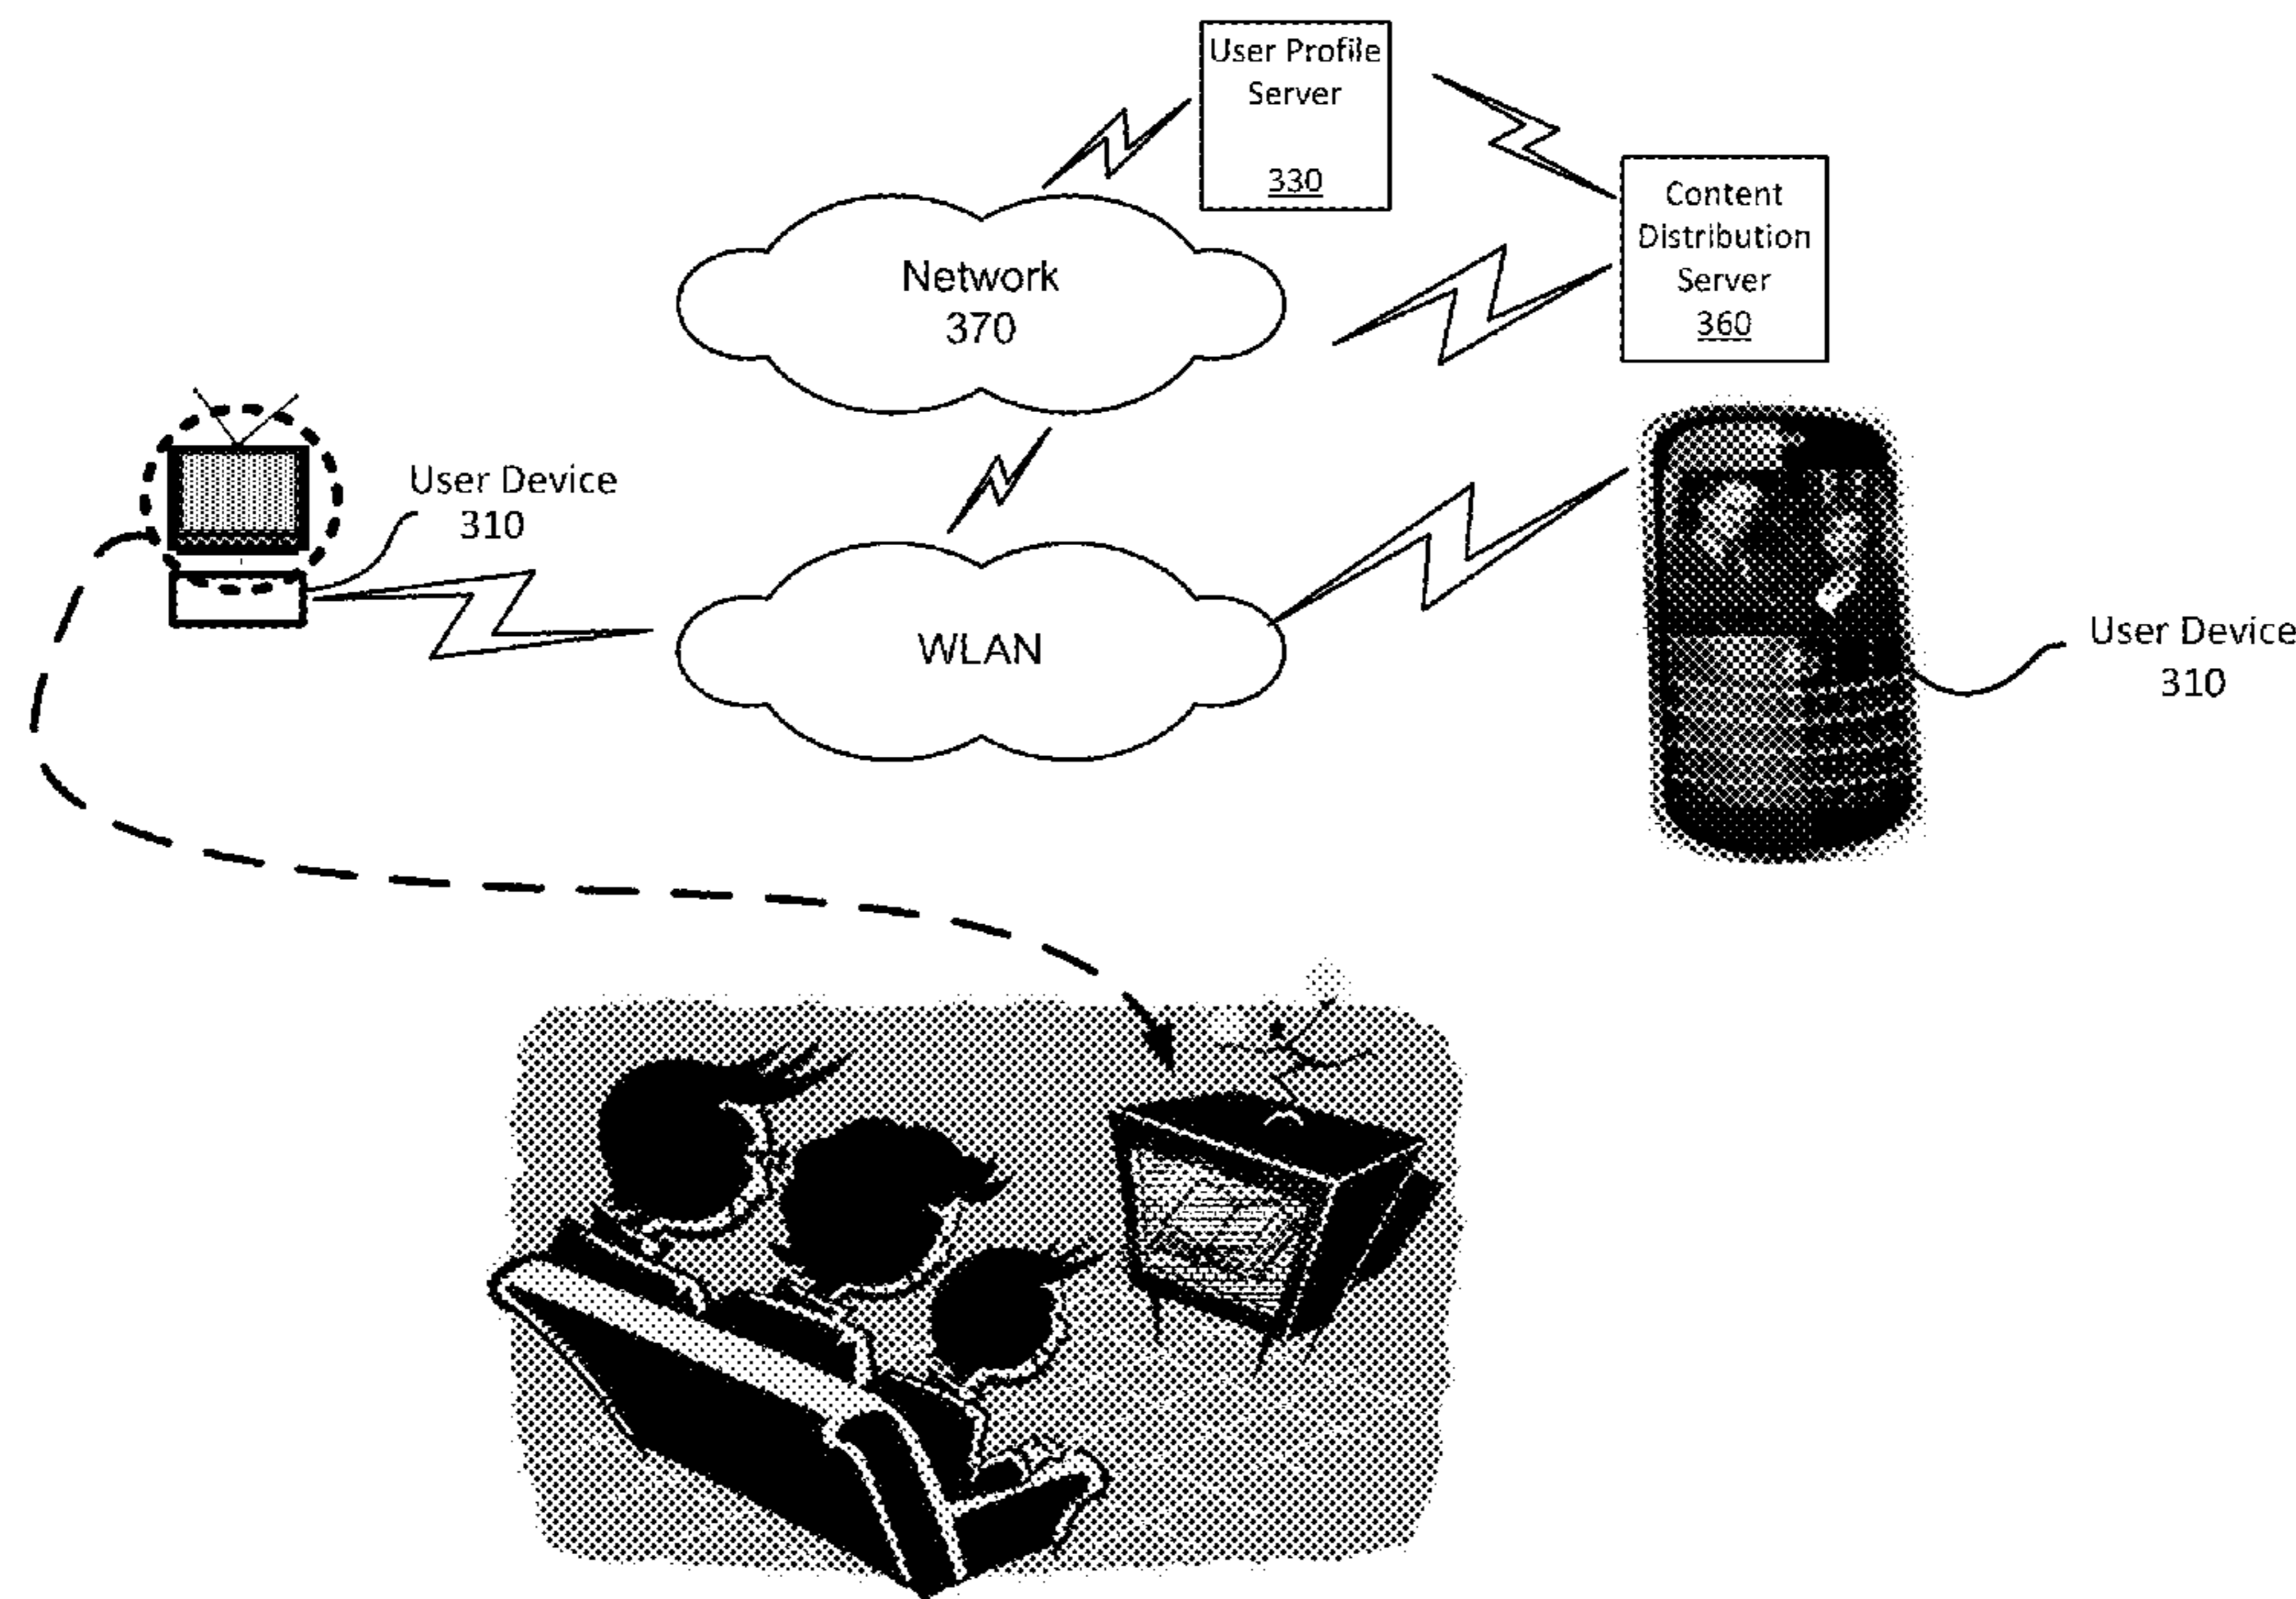 User Profile
Server
330
Content
Distribution
Server
360
Network
370
User Device
310
WLAN
User Device
310